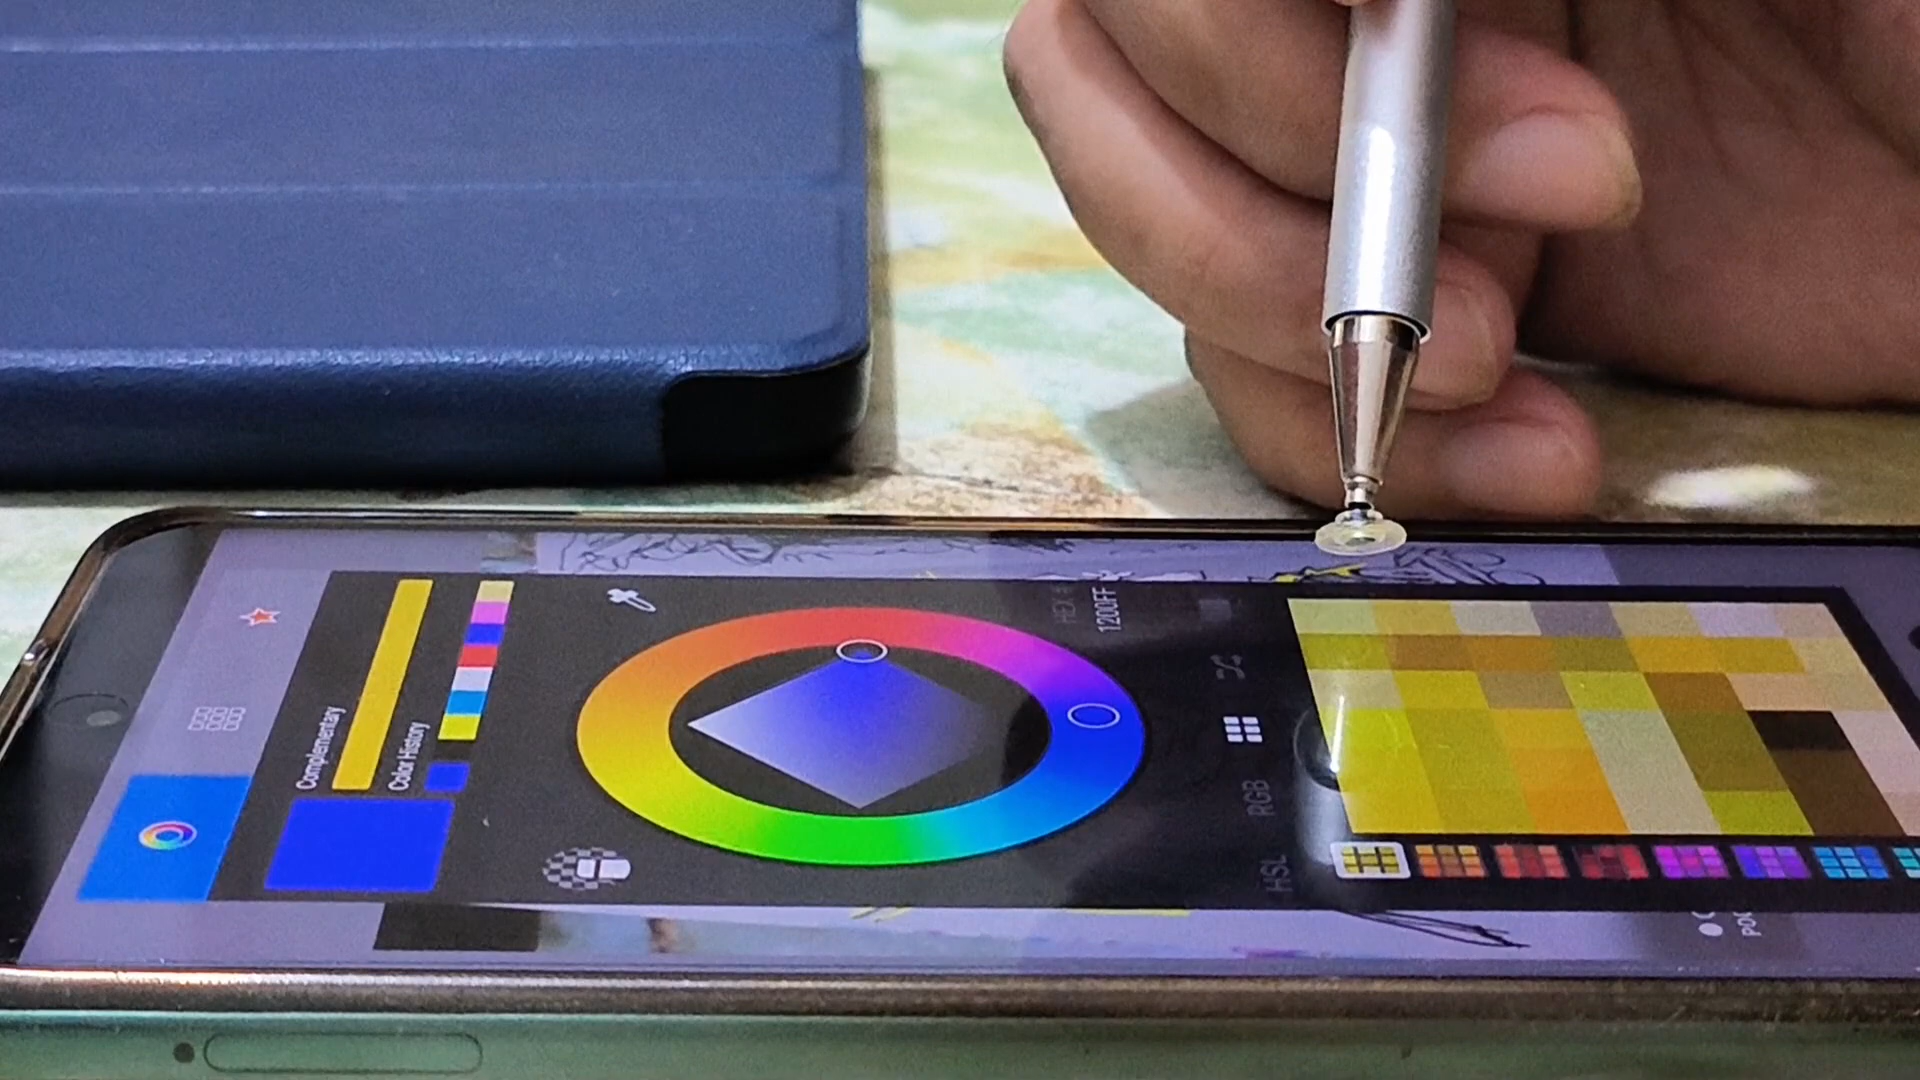 Complementary
Color History
HEX #
1200FF
RGB
HSL